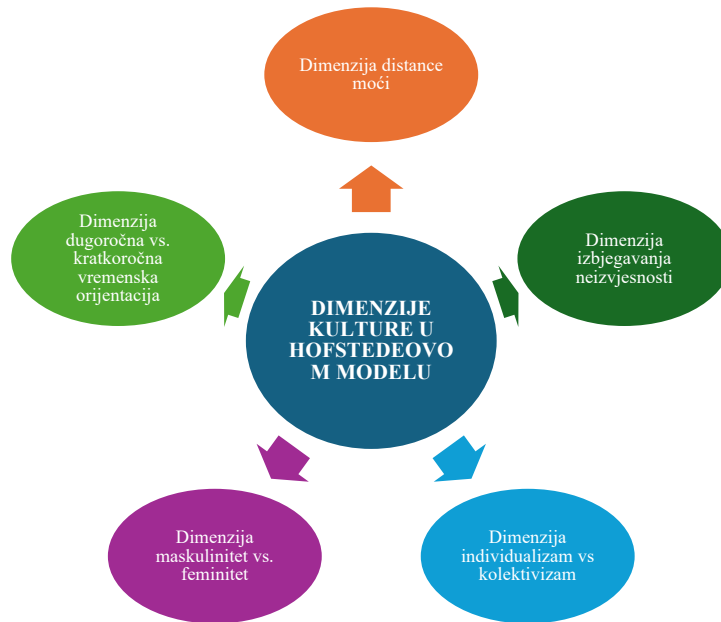 Dimenzija distance
moći
Dimenzija
dugoročna vs.
kratkoročna
vremenska
orijentacija
Dimenzija
izbjegavanja
neizvjesnosti
DIMENZIJE
KULTURE U
HOFSTEDEOVO
M MODELU
Dimenzija
maskulinitet vs.
feminitet
Dimenzija
individualizam vs
kolektivizam